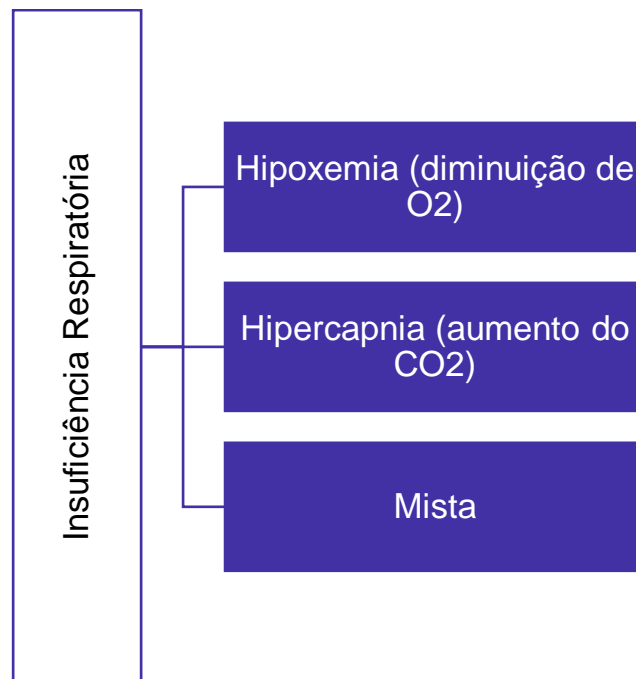 Insuficiência Respiratória
Hipoxemia (diminuição de
O2)
Hipercapnia (aumento do
CO2)
Mista